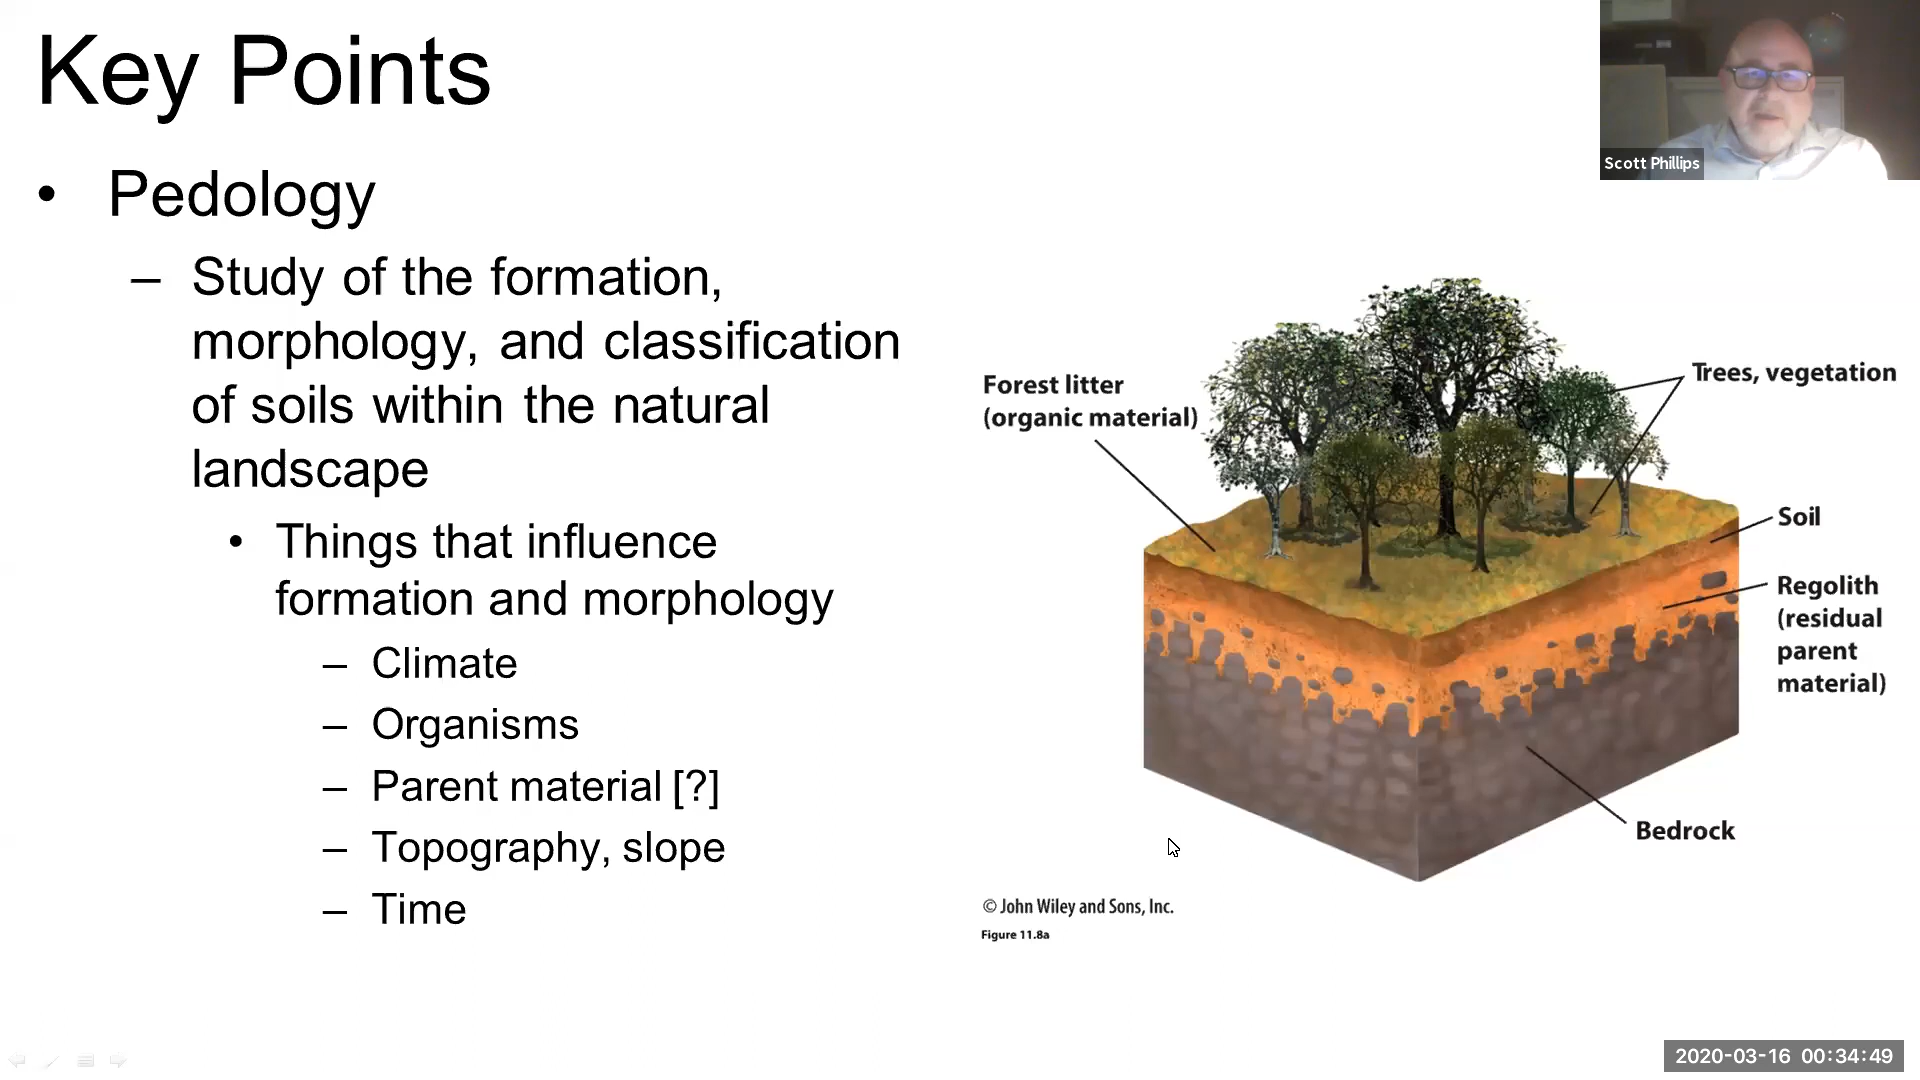 Key Points
• Pedology
– Study of the formation,
morphology, and classification
of soils within the natural
landscape
• Things that influence
formation and morphology
– Climate
– Organisms
– Parent material [?]
– Topography, slope
– Time
Forest litter
(organic material)
Trees, vegetation
Soil
Regolith
(residual
parent
material)
Bedrock
© John Wiley and Sons, Inc.
Figure 11.8a
Scott Phillips
2020-03-16 00:34:49